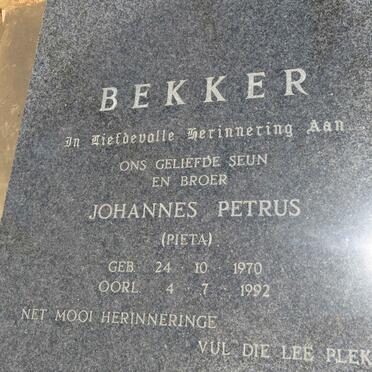 BEKKER
In Liefdevolle Herinnering Aan
ONS GELIEFDE SEUN
EN BROER
JOHANNES PETRUS
(PIETA)
GEB 24 · 10 · 1970
OORL 4 · 7 · 1992
NET MOOI HERINNERINGE
VUL DIE LEË PLEK